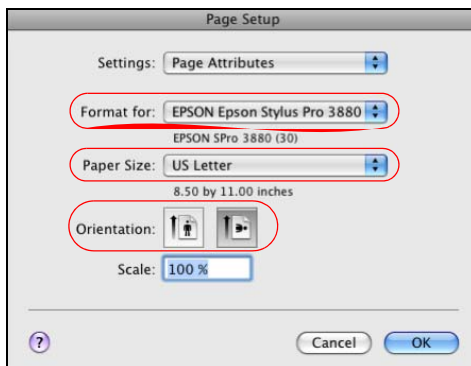 Page Setup
Settings: Page Attributes
Format for: EPSON Epson Stylus Pro 3880
EPSON SPro 3880 (30)
Paper Size: US Letter
8.50 by 11.00 inches
Orientation:
Scale: 100 %
? Cancel OK